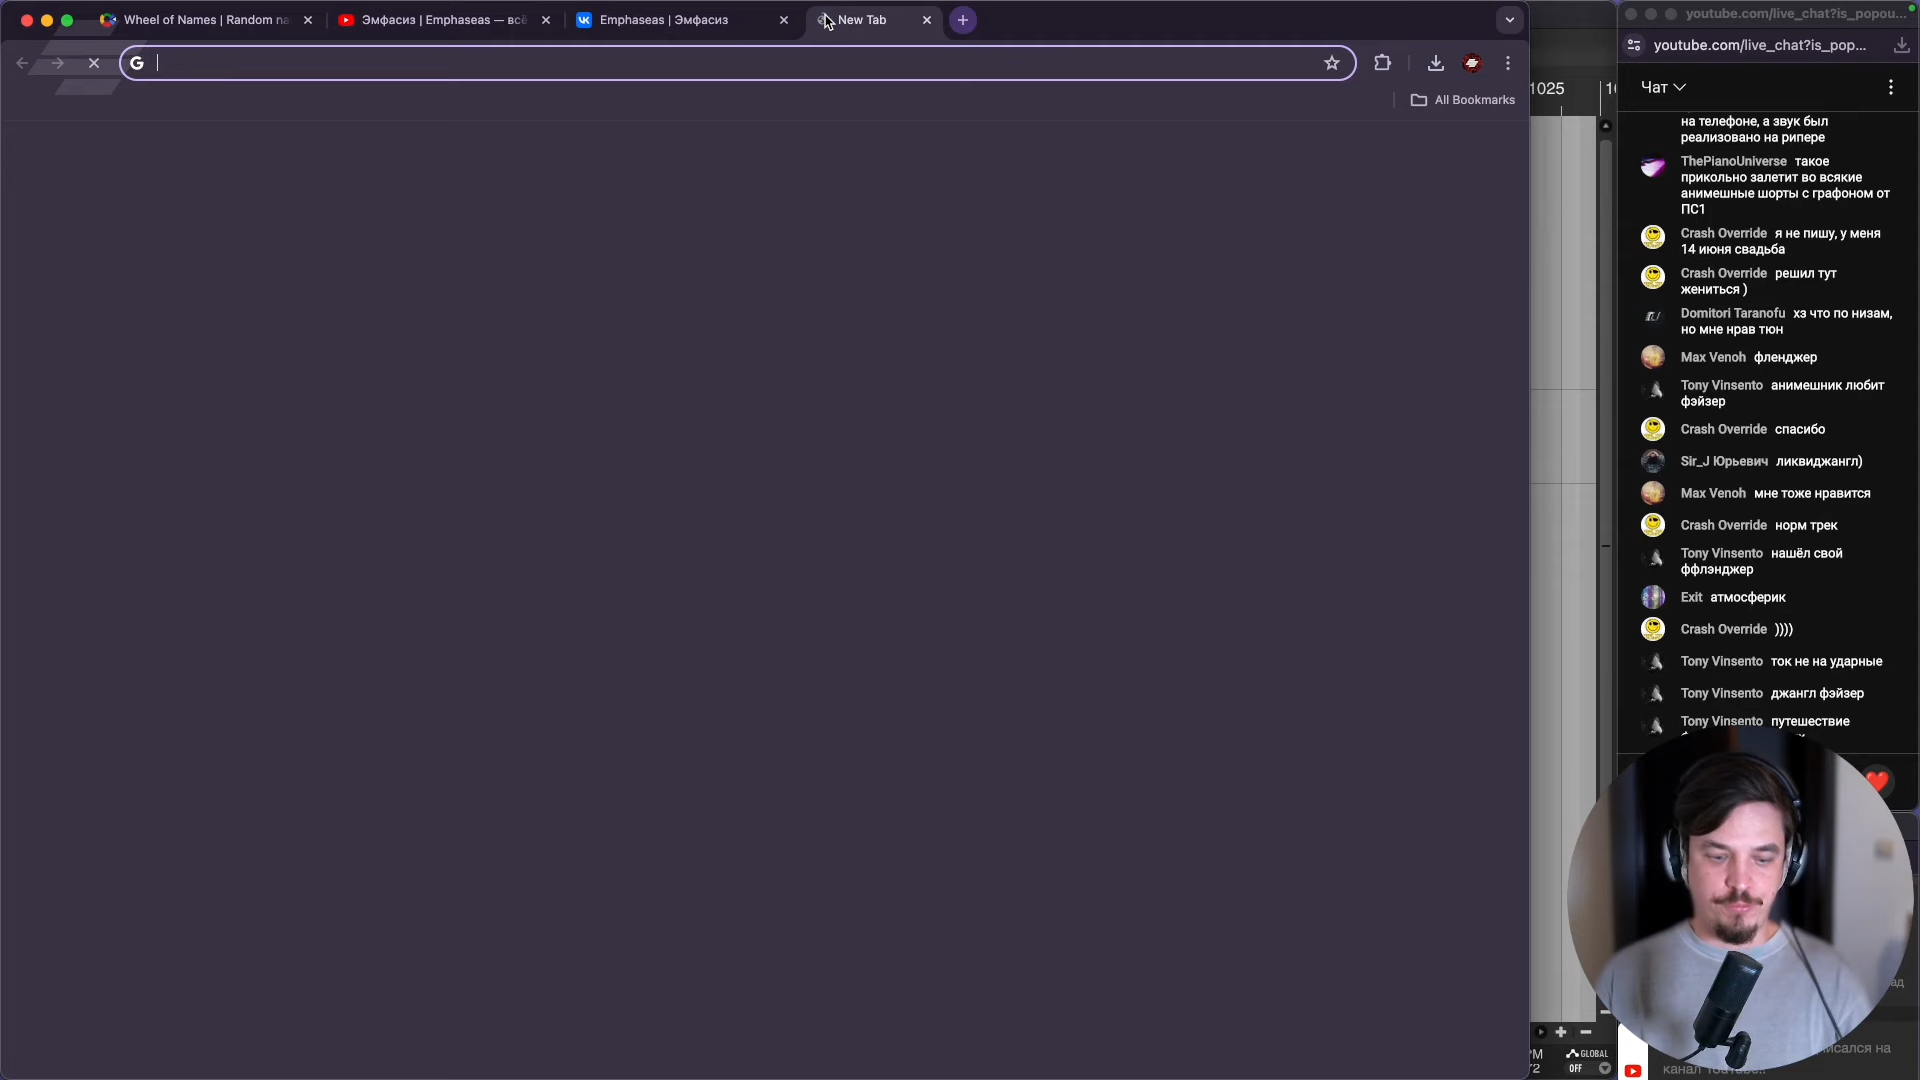 Wheel of Names | Random na
Эмфасиз | Emphaseas — всё
Emphaseas | Эмфасиз
New Tab
All Bookmarks
1025
youtube.com/live_chat?is_popou...
youtube.com/live_chat?is_pop...
Чат
на телефоне, а звук был
реализовано на рипере
ThePianoUniverse такое
прикольно залетит во всякие
анимешные шорты с графоном от
ПС1
Crash Override я не пишу, у меня
14 июня свадьба
Crash Override решил тут
жениться )
Domitori Taranofu хз что по низам,
но мне нрав тюн
Max Venoh фленджер
Tony Vinsento анимешник любит
фэйзер
Crash Override спасибо
Sir_J Юрьевич ликвиджангл)
Max Venoh мне тоже нравится
Crash Override норм трек
Tony Vinsento нашёл свой
ффлэнджер
Exit атмосферик
Crash Override ))))
Tony Vinsento ток не на ударные
Tony Vinsento джангл фэйзер
Tony Vinsento путешествие
GLOBAL
OFF